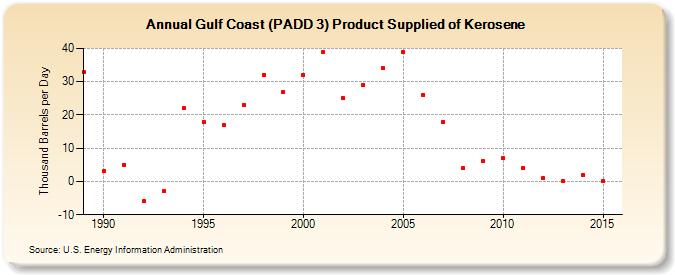 Annual Gulf Coast (PADD 3) Product Supplied of Kerosene
Thousand Barrels per Day
40
30
20
10
0
-10
1990 1995 2000 2005 2010 2015
Source: U.S. Energy Information Administration